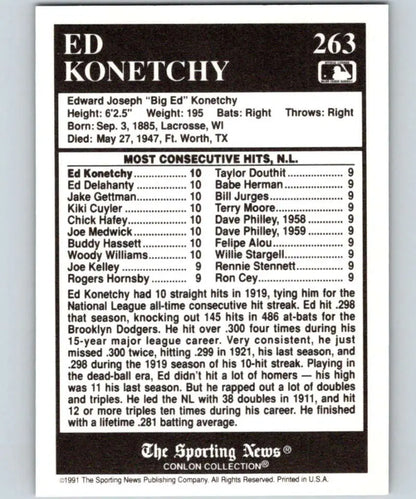 ED
KONETCHY
263
Edward Joseph "Big Ed" Konetchy
Height: 6'2.5" Weight: 195 Bats: Right Throws: Right
Born: Sep. 3, 1885, Lacrosse, WI
Died: May 27, 1947, Ft. Worth, TX
MOST CONSECUTIVE HITS, N.L.
Ed Konetchy.............. 10 Taylor Douthit................ 9
Ed Delahanty............. 10 Babe Herman................ 9
Jake Gettman............ 10 Bill Jurges...................... 9
Kiki Cuyler................. 10 Terry Moore................... 9
Chick Hafey............... 10 Dave Philley, 1958........ 9
Joe Medwick............. 10 Dave Philley, 1959........ 9
Buddy Hassett.......... 10 Felipe Alou.................... 9
Woody Williams........ 10 Willie Stargell................ 9
Joe Kelley.................. 9 Rennie Stennett............ 9
Rogers Hornsby........ 9 Ron Cey........................ 9
Ed Konetchy had 10 straight hits in 1919, tying him for the
National League all-time consecutive hit streak. Ed hit .298
that season, knocking out 145 hits in 486 at-bats for the
Brooklyn Dodgers. He hit over .300 four times during his
15-year major league career. Very consistent, he just
missed .300 twice, hitting .299 in 1921, his last season, and
.298 during the 1919 season of his 10-hit streak. Playing in
the dead-ball era, Ed didn't hit a lot of homers — his high
was 11 his last season. But he rapped out a lot of doubles
and triples. He led the NL with 38 doubles in 1911, and hit
12 or more triples ten times during his career. He finished
with a lifetime .281 batting average.
The Sporting News®
CONLON COLLECTION®
©1991 The Sporting News Publishing Company. All Rights Reserved. Printed in U.S.A.